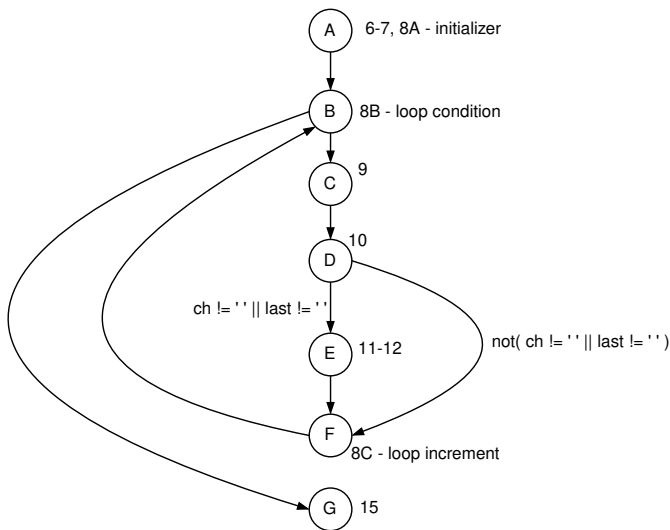 A
6-7, 8A - initializer
B
8B - loop condition
C
9
D
10
ch != ' ' || last != ' '
not( ch != ' ' || last != ' ' )
E
11-12
F
8C - loop increment
G
15